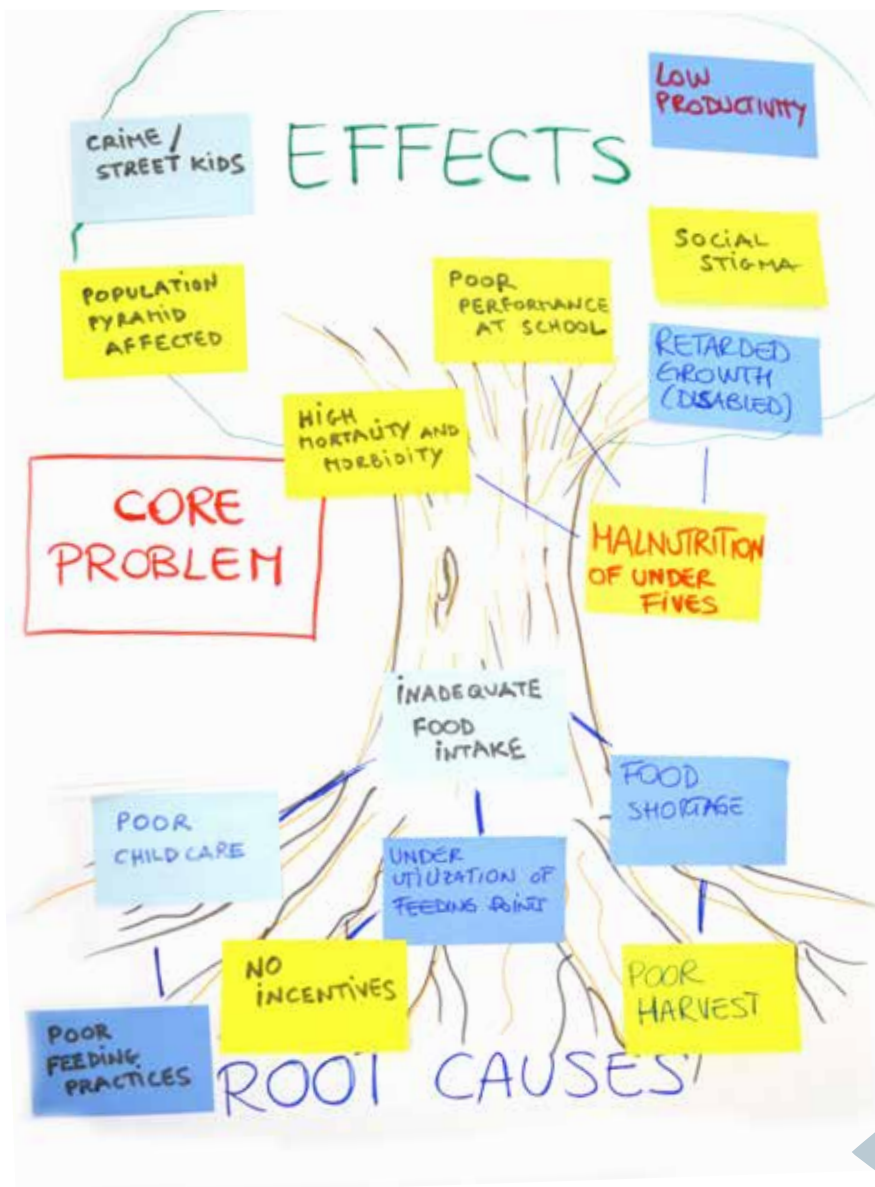 LOW
PRODUCTIVITY
CRIME/
STREET KIDS
EFFECTS
SOCIAL
STIGMA
POPULATION
PYRAMID
AFFECTED
POOR
PERFORMANCE
AT SCHOOL
RETARDED
GROWTH
(DISABLED)
HIGH
MORTALITY AND
MORBIDITY
CORE
PROBLEM
MALNUTRITION
OF UNDER
FIVES
INADEQUATE
FOOD
INTAKE
FOOD
SHORTAGE
POOR
CHILD CARE
UNDER
UTILIZATION OF
FEEDING POINT
NO
INCENTIVES
POOR
HARVEST
POOR
FEEDING
PRACTICES
ROOT CAUSES